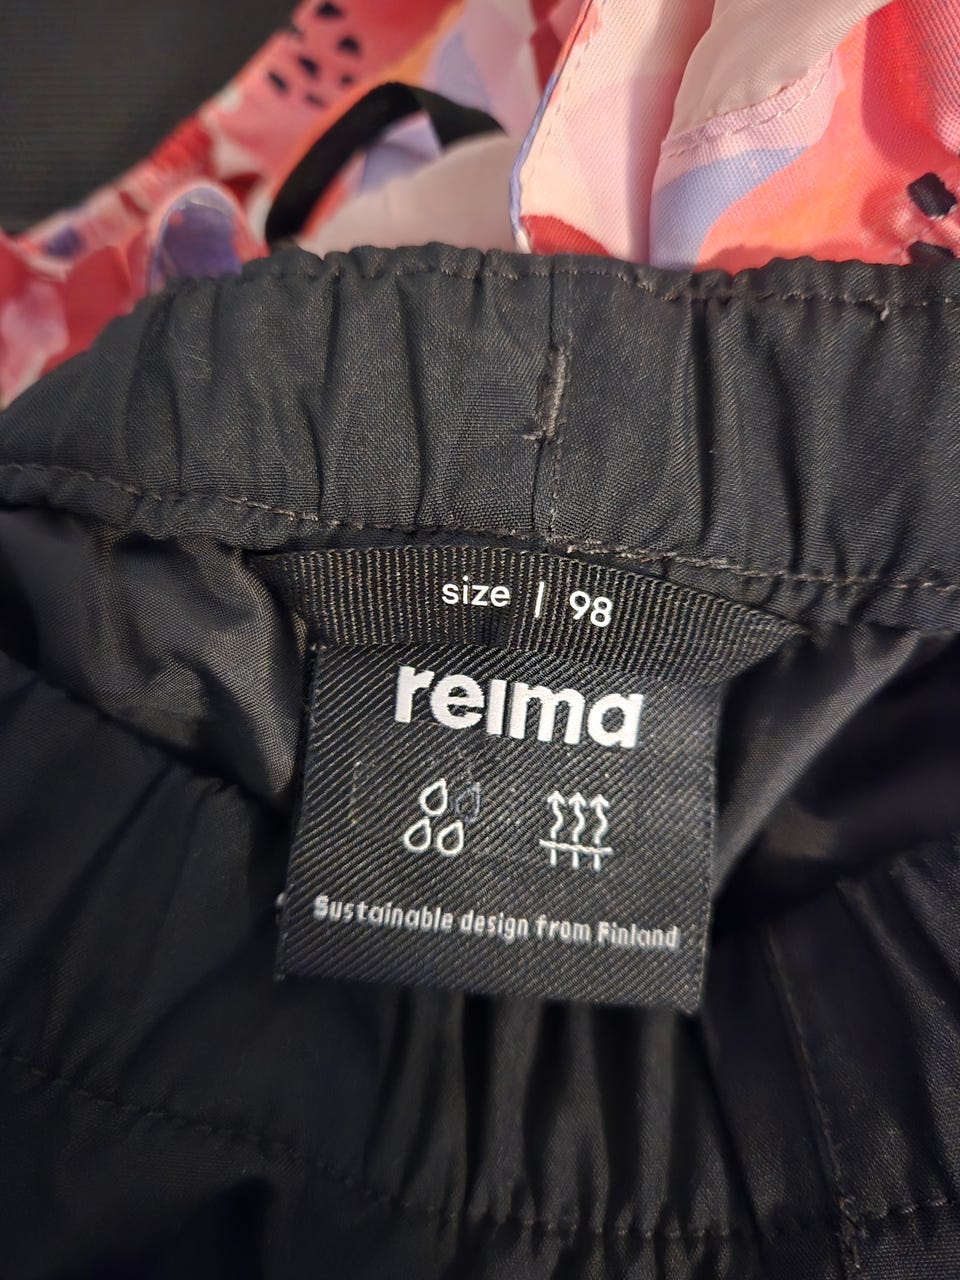 size | 98
reima
Sustainable design from Finland